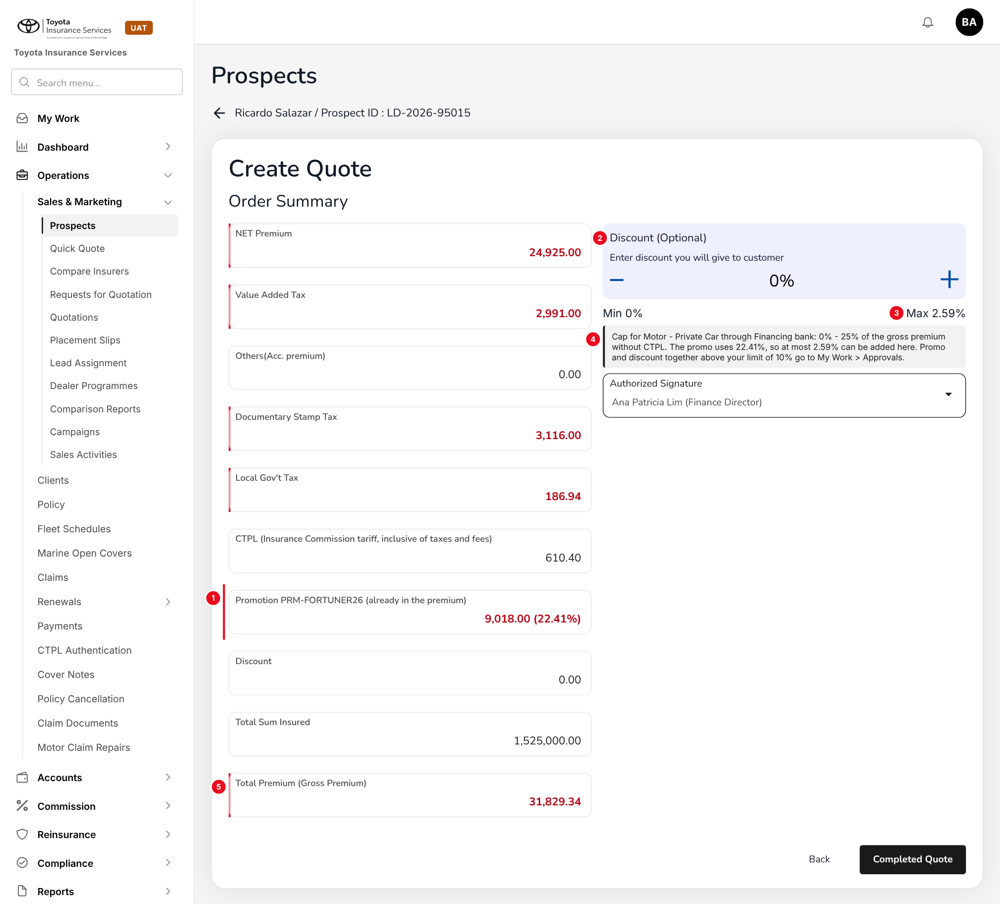 Toyota
Insurance Services
UAT
BA
Toyota Insurance Services
Search menu...
My Work
Dashboard
Operations
Sales & Marketing
Prospects
Quick Quote
Compare Insurers
Requests for Quotation
Quotations
Placement Slips
Lead Assignment
Dealer Programmes
Comparison Reports
Campaigns
Sales Activities
Clients
Policy
Fleet Schedules
Marine Open Covers
Claims
Renewals
Payments
CTPL Authentication
Cover Notes
Policy Cancellation
Claim Documents
Motor Claim Repairs
Accounts
Commission
Reinsurance
Compliance
Reports
Prospects
Ricardo Salazar / Prospect ID : LD-2026-95015
Create Quote
Order Summary
NET Premium
24,925.00
Value Added Tax
2,991.00
Others(Acc. premium)
0.00
Documentary Stamp Tax
3,116.00
Local Gov't Tax
186.94
CTPL (Insurance Commission tariff, inclusive of taxes and fees)
610.40
1
Promotion PRM-FORTUNER26 (already in the premium)
9,018.00 (22.41%)
Discount
0.00
Total Sum Insured
1,525,000.00
5
Total Premium (Gross Premium)
31,829.34
2
Discount (Optional)
Enter discount you will give to customer
0%
Min 0%
3
Max 2.59%
4
Cap for Motor - Private Car through Financing bank: 0% - 25% of the gross premium
without CTPL. The promo uses 22.41%, so at most 2.59% can be added here. Promo
and discount together above your limit of 10% go to My Work > Approvals.
Authorized Signature
Ana Patricia Lim (Finance Director)
Back
Completed Quote